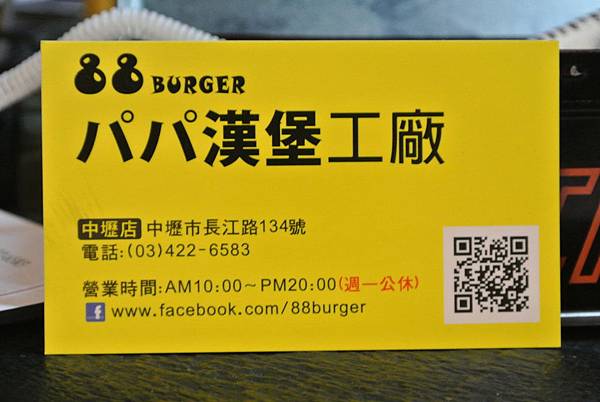 88 BURGER
パパ漢堡工廠
中壢店 中壢市長江路134號
電話:(03)422-6583
營業時間:AM10:00~PM20:00(週一公休)
f www.facebook.com/88burger